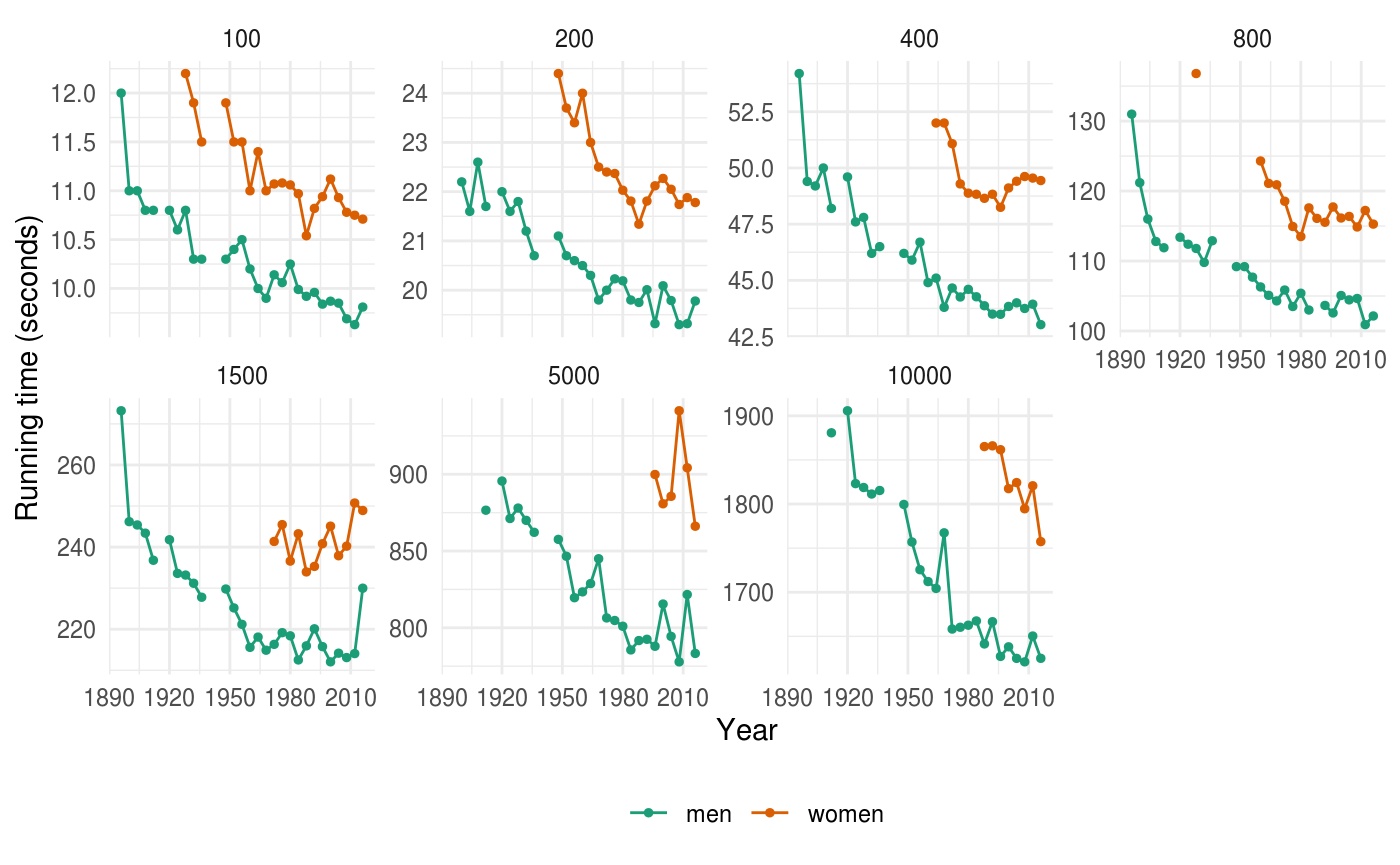 100 200 400 800
12.0 11.5 11.0 10.5 10.0
24 23 22 21 20
52.5 50.0 47.5 45.0 42.5
130 120 110 100
1890 1920 1950 1980 2010
1500 5000 10000
260 240 220
900 850 800
1900 1800 1700
1890 1920 1950 1980 2010 1890 1920 1950 1980 2010 1890 1920 1950 1980 2010
Running time (seconds)
Year
men women